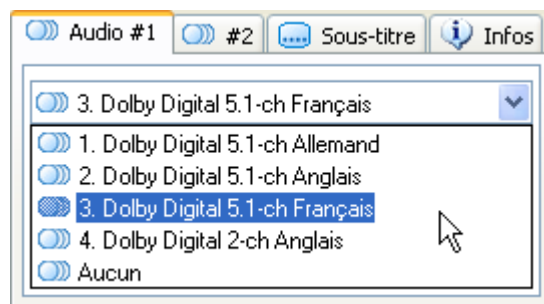 Audio #1 #2 Sous-titre Infos
3. Dolby Digital 5.1-ch Français
1. Dolby Digital 5.1-ch Allemand
2. Dolby Digital 5.1-ch Anglais
3. Dolby Digital 5.1-ch Français
4. Dolby Digital 2-ch Anglais
Aucun